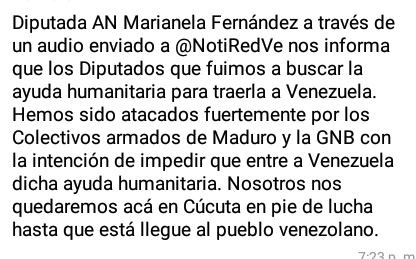 Diputada AN Marianela Fernández a través de
un audio enviado a @NotiRedVe nos informa
que los Diputados que fuimos a buscar la
ayuda humanitaria para traerla a Venezuela.
Hemos sido atacados fuertemente por los
Colectivos armados de Maduro y la GNB con
la intención de impedir que entre a Venezuela
dicha ayuda humanitaria. Nosotros nos
quedaremos acá en Cúcuta en pie de lucha
hasta que está llegue al pueblo venezolano.
7:23 p. m.